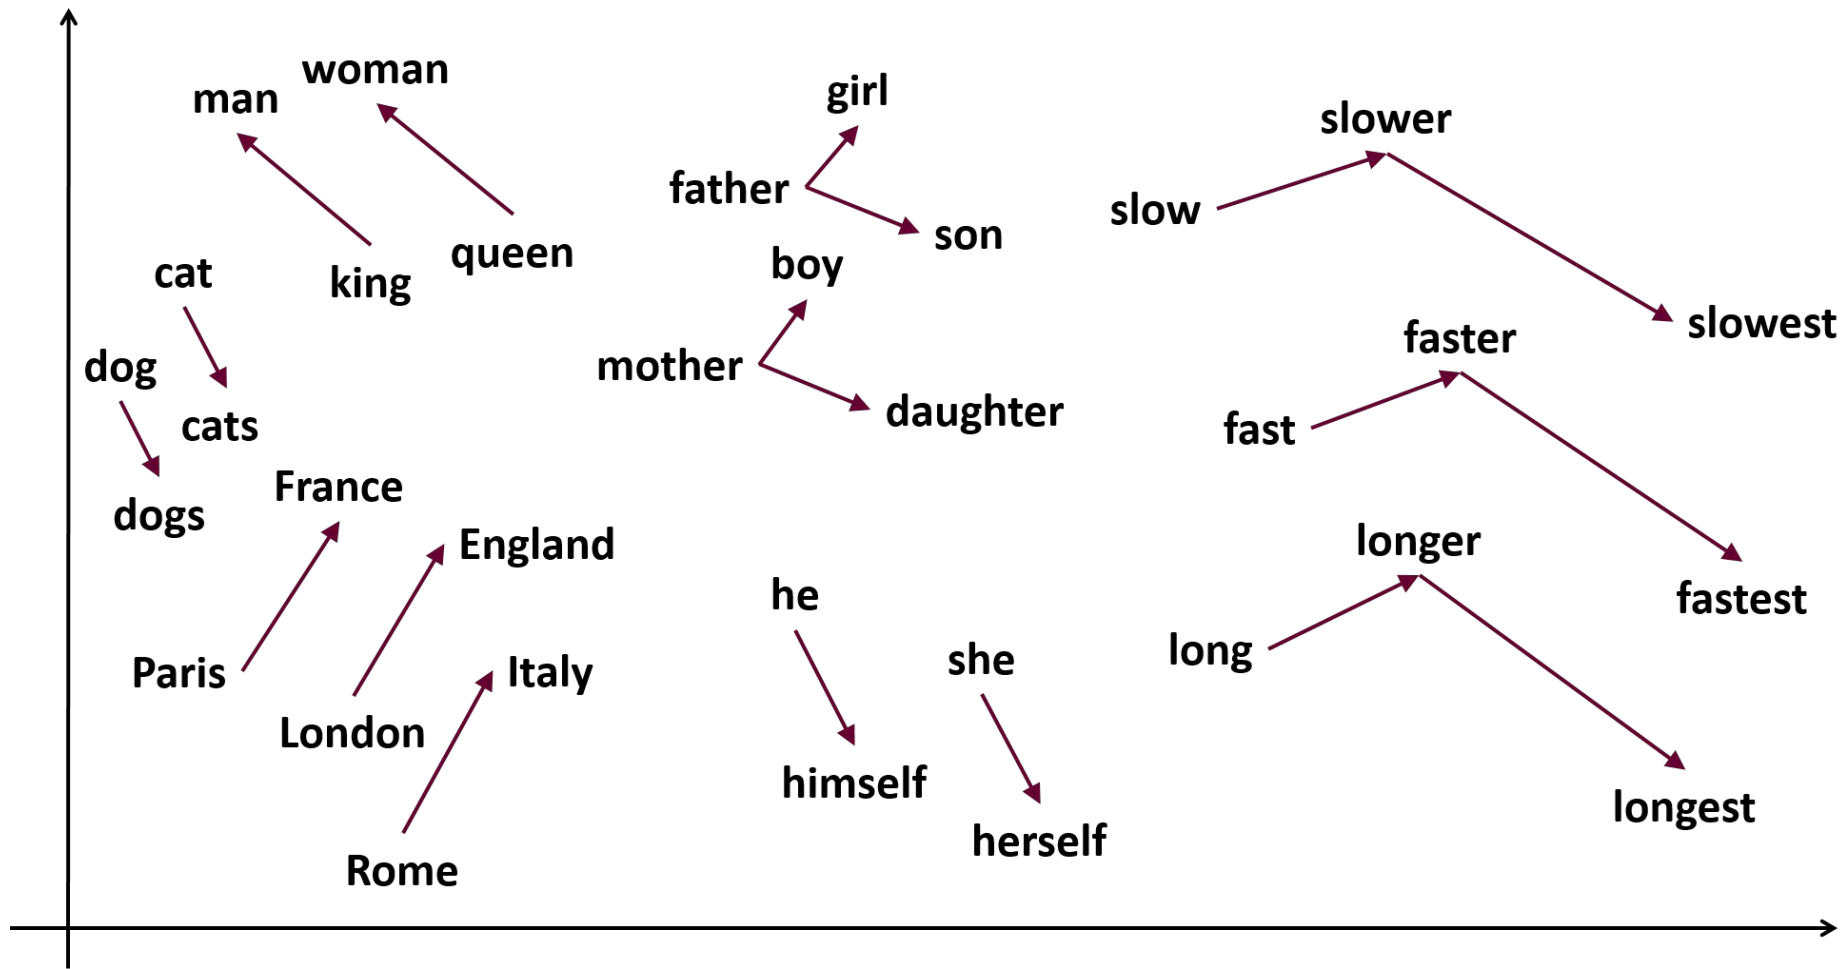 man
woman
king
queen
cat
cats
dog
dogs
France
England
Paris
London
Italy
Rome
girl
father
son
boy
mother
daughter
he
himself
she
herself
slower
slow
slowest
faster
fast
fastest
longer
long
longest